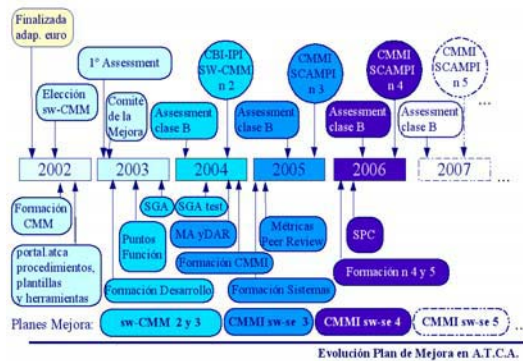 Finalizada
adap. euro
Elección
sw-CMM
1º Assessment
Comite
de la
Mejora
Assessment
clase B
CBI-IPI
SW-CMM
n 2
Assessment
clase B
CMMI
SCAMPI
n 3
Assessment
clase B
CMMI
SCAMPI
n 4
Assessment
clase B
CMMI
SCAMPI
n 5
...
2002
2003
2004
2005
2006
2007
...
Formación
CMM
portal.atca
procedimientos,
plantillas
y herramientas
SGA
SGA test
Puntos
Función
MA yDAR
Métricas
Peer Review
SPC
Formación CMMI
Formación n 4 y 5
Formación Desarrollo
Formación Sistemas
Planes Mejora:
sw-CMM 2 y 3
CMMI sw-se 3
CMMI sw-se 4
CMMI sw-se 5
...
Evolución Plan de Mejora en A.T.C.A.